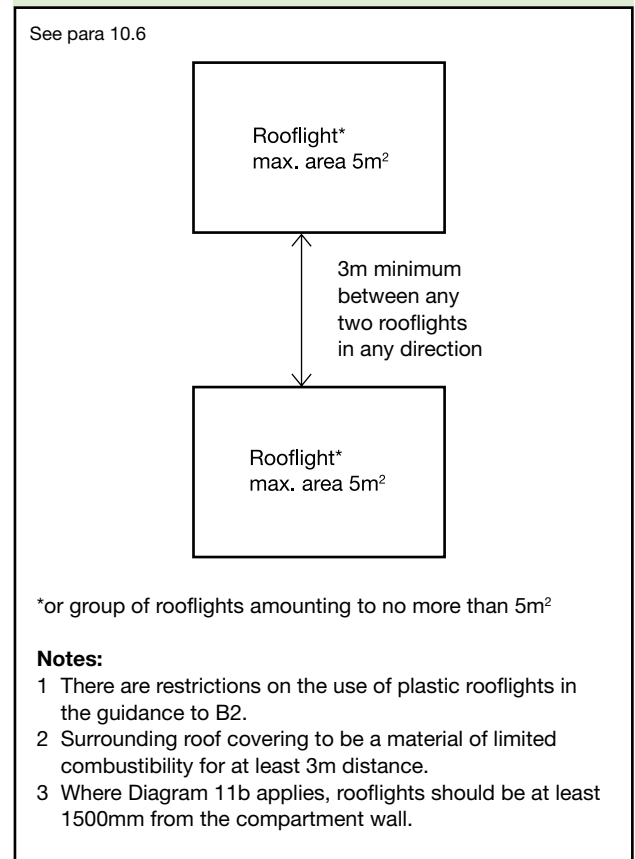 See para 10.6
Rooflight*
max. area 5m²
3m minimum
between any
two rooflights
in any direction
Rooflight*
max. area 5m²
*or group of rooflights amounting to no more than 5m²
Notes:
1 There are restrictions on the use of plastic rooflights in
the guidance to B2.
2 Surrounding roof covering to be a material of limited
combustibility for at least 3m distance.
3 Where Diagram 11b applies, rooflights should be at least
1500mm from the compartment wall.